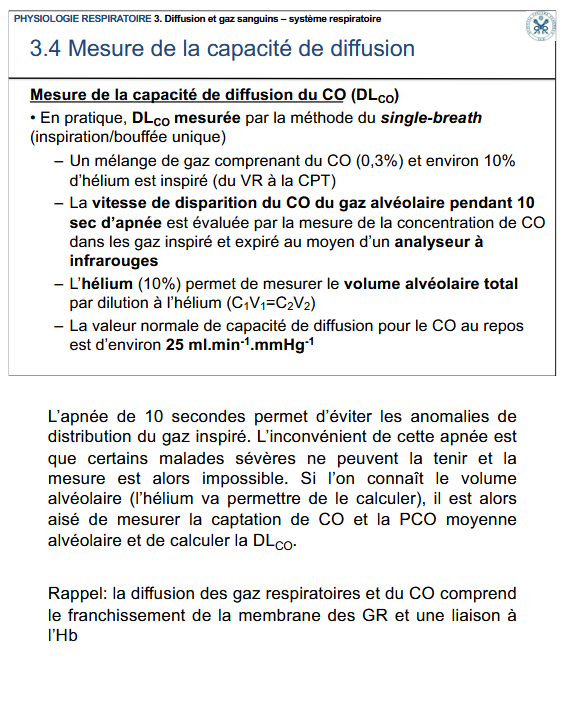 PHYSIOLOGIE RESPIRATOIRE 3. Diffusion et gaz sanguins – système respiratoire
3.4 Mesure de la capacité de diffusion
Mesure de la capacité de diffusion du CO (DLCO)
• En pratique, DLCO mesurée par la méthode du single-breath
(inspiration/bouffée unique)
– Un mélange de gaz comprenant du CO (0,3%) et environ 10%
d’hélium est inspiré (du VR à la CPT)
– La vitesse de disparition du CO du gaz alvéolaire pendant 10
sec d’apnée est évaluée par la mesure de la concentration de CO
dans les gaz inspiré et expiré au moyen d’un analyseur à
infrarouges
– L’hélium (10%) permet de mesurer le volume alvéolaire total
par dilution à l’hélium (C1V1=C2V2)
– La valeur normale de capacité de diffusion pour le CO au repos
est d’environ 25 ml.min-1.mmHg-1
L’apnée de 10 secondes permet d’éviter les anomalies de
distribution du gaz inspiré. L’inconvénient de cette apnée est
que certains malades sévères ne peuvent la tenir et la
mesure est alors impossible. Si l’on connaît le volume
alvéolaire (l’hélium va permettre de le calculer), il est alors
aisé de mesurer la captation de CO et la PCO moyenne
alvéolaire et de calculer la DLCO.
Rappel: la diffusion des gaz respiratoires et du CO comprend
le franchissement de la membrane des GR et une liaison à
l’Hb